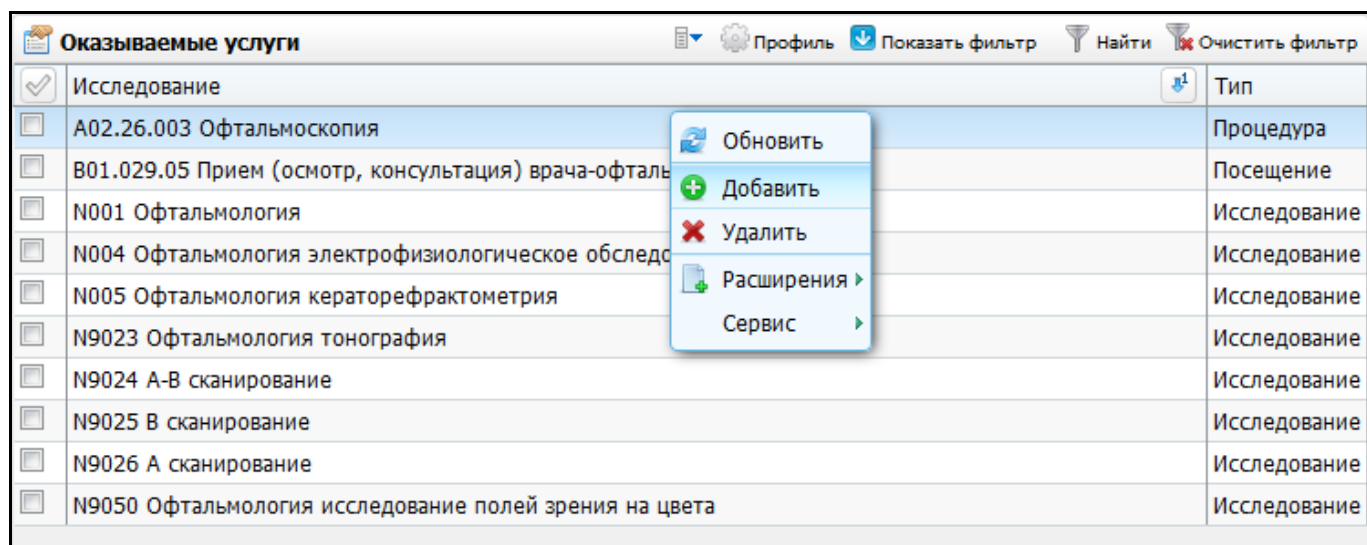 Оказываемые услуги Профиль Показать фильтр Найти Очистить фильтр
Исследование 1 Тип
A02.26.003 Офтальмоскопия Процедура
B01.029.05 Прием (осмотр, консультация) врача-офталь Посещение
N001 Офтальмология Исследование
N004 Офтальмология электрофизиологическое обследо Исследование
N005 Офтальмология кераторефрактометрия Исследование
N9023 Офтальмология тонография Исследование
N9024 А-В сканирование Исследование
N9025 В сканирование Исследование
N9026 А сканирование Исследование
N9050 Офтальмология исследование полей зрения на цвета Исследование
Обновить
Добавить
Удалить
Расширения
Сервис